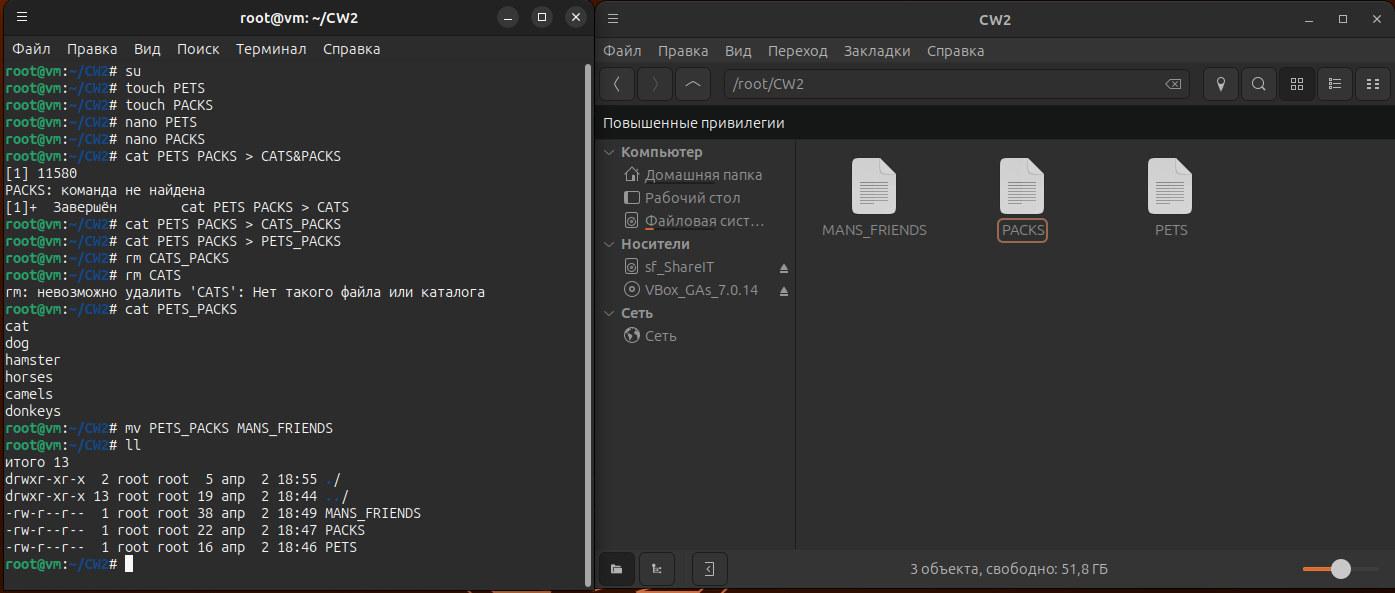 root@vm: ~/CW2
Файл Правка Вид Поиск Терминал Справка
root@vm:~/CW2# su
root@vm:~/CW2# touch PETS
root@vm:~/CW2# touch PACKS
root@vm:~/CW2# nano PETS
root@vm:~/CW2# nano PACKS
root@vm:~/CW2# cat PETS PACKS > CATS&PACKS
[1] 11580
PACKS: команда не найдена
[1]+  Завершён        cat PETS PACKS > CATS
root@vm:~/CW2# cat PETS PACKS > CATS_PACKS
root@vm:~/CW2# cat PETS PACKS > PETS_PACKS
root@vm:~/CW2# rm CATS_PACKS
root@vm:~/CW2# rm CATS
rm: невозможно удалить 'CATS': Нет такого файла или каталога
root@vm:~/CW2# cat PETS_PACKS
cat
dog
hamster
horses
camels
donkeys
root@vm:~/CW2# mv PETS_PACKS MANS_FRIENDS
root@vm:~/CW2# ll
итого 13
drwxr-xr-x  2 root root  5 апр  2 18:55 ./
drwxr-xr-x 13 root root 19 апр  2 18:44 ../
-rw-r--r--  1 root root 38 апр  2 18:49 MANS_FRIENDS
-rw-r--r--  1 root root 22 апр  2 18:47 PACKS
-rw-r--r--  1 root root 16 апр  2 18:46 PETS
root@vm:~/CW2#
CW2
Файл Правка Вид Переход Закладки Справка
/root/CW2
Повышенные привилегии
Компьютер
Домашняя папка
Рабочий стол
Файловая сист...
Носители
sf_ShareIT
VBox_GAs_7.0.14
Сеть
Сеть
MANS_FRIENDS PACKS PETS
3 объекта, свободно: 51,8 ГБ